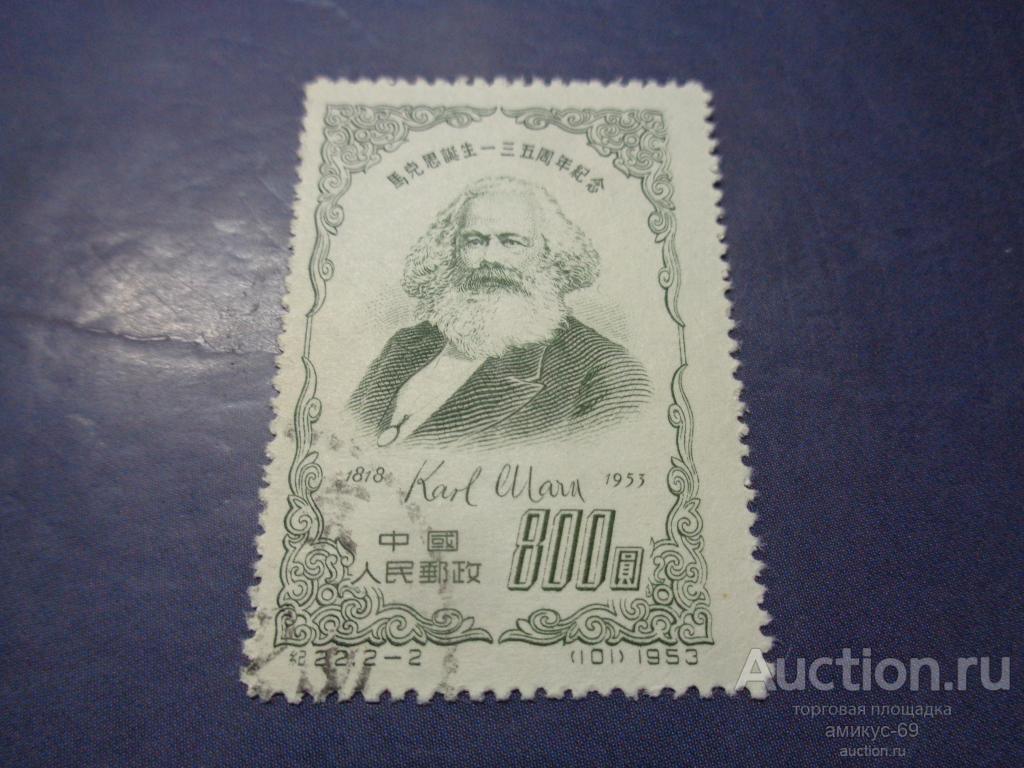 馬克思誕生一三五周年紀念
1818 Karl Marx 1953
中國
人民郵政
800圓
紀.22.2-2 (101) 1953
Auction.ru
торговая площадка
амикус-69
auction.ru